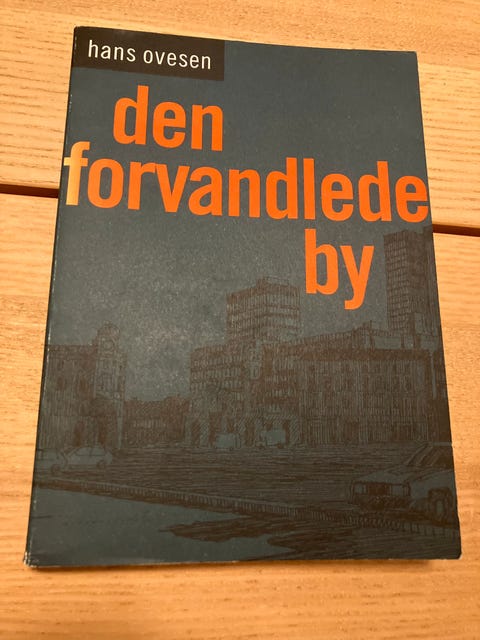 hans ovesen
den
forvandlede
by